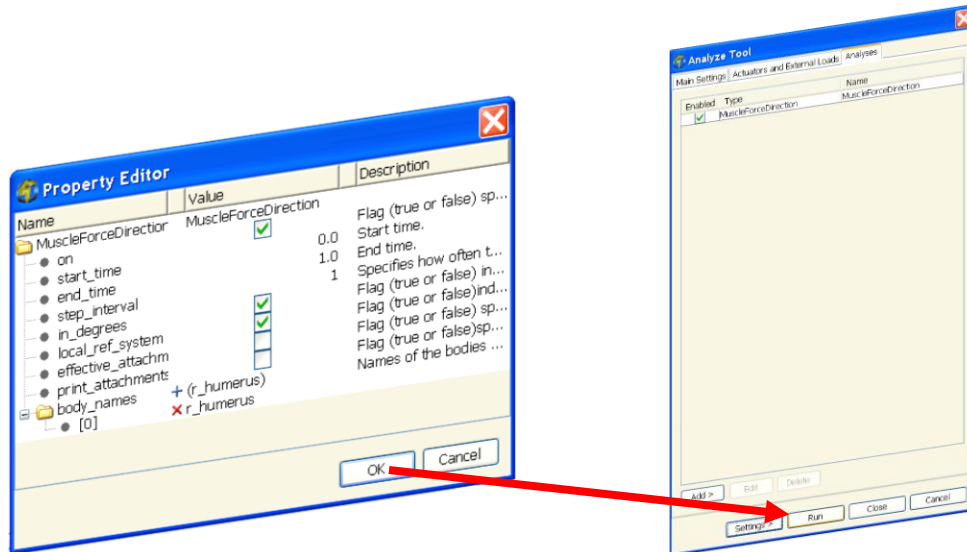 Property Editor
Name Value Description
MuscleForceDirection MuscleForceDirection
on Flag (true or false) sp...
start_time 0.0 Start time.
end_time 1.0 End time.
step_interval 1 Specifies how often t...
in_degrees Flag (true or false) in...
local_ref_system Flag (true or false)ind...
effective_attachm Flag (true or false) sp...
print_attachments Flag (true or false)sp...
body_names (r_humerus) Names of the bodies ...
[0] r_humerus
OK Cancel
Analyze Tool
Main Settings Actuators and External Loads Analyses
Enabled Type Name
MuscleForceDirection MuscleForceDirection
Add > Edit Delete
Settings > Run Close Cancel